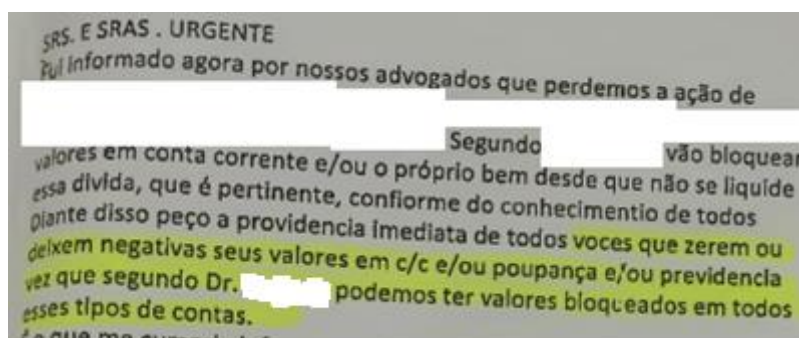 SRS. E SRAS . URGENTE
Fui informado agora por nossos advogados que perdemos a ação de
Segundo vão bloquear
valores em conta corrente e/ou o próprio bem desde que não se liquide
essa divida, que é pertinente, confiorme do conhecimentio de todos
Diante disso peço a providencia imediata de todos voces que zerem ou
deixem negativas seus valores em c/c e/ou poupança e/ou previdencia
vez que segundo Dr. podemos ter valores bloqueados em todos
esses tipos de contas.
que me